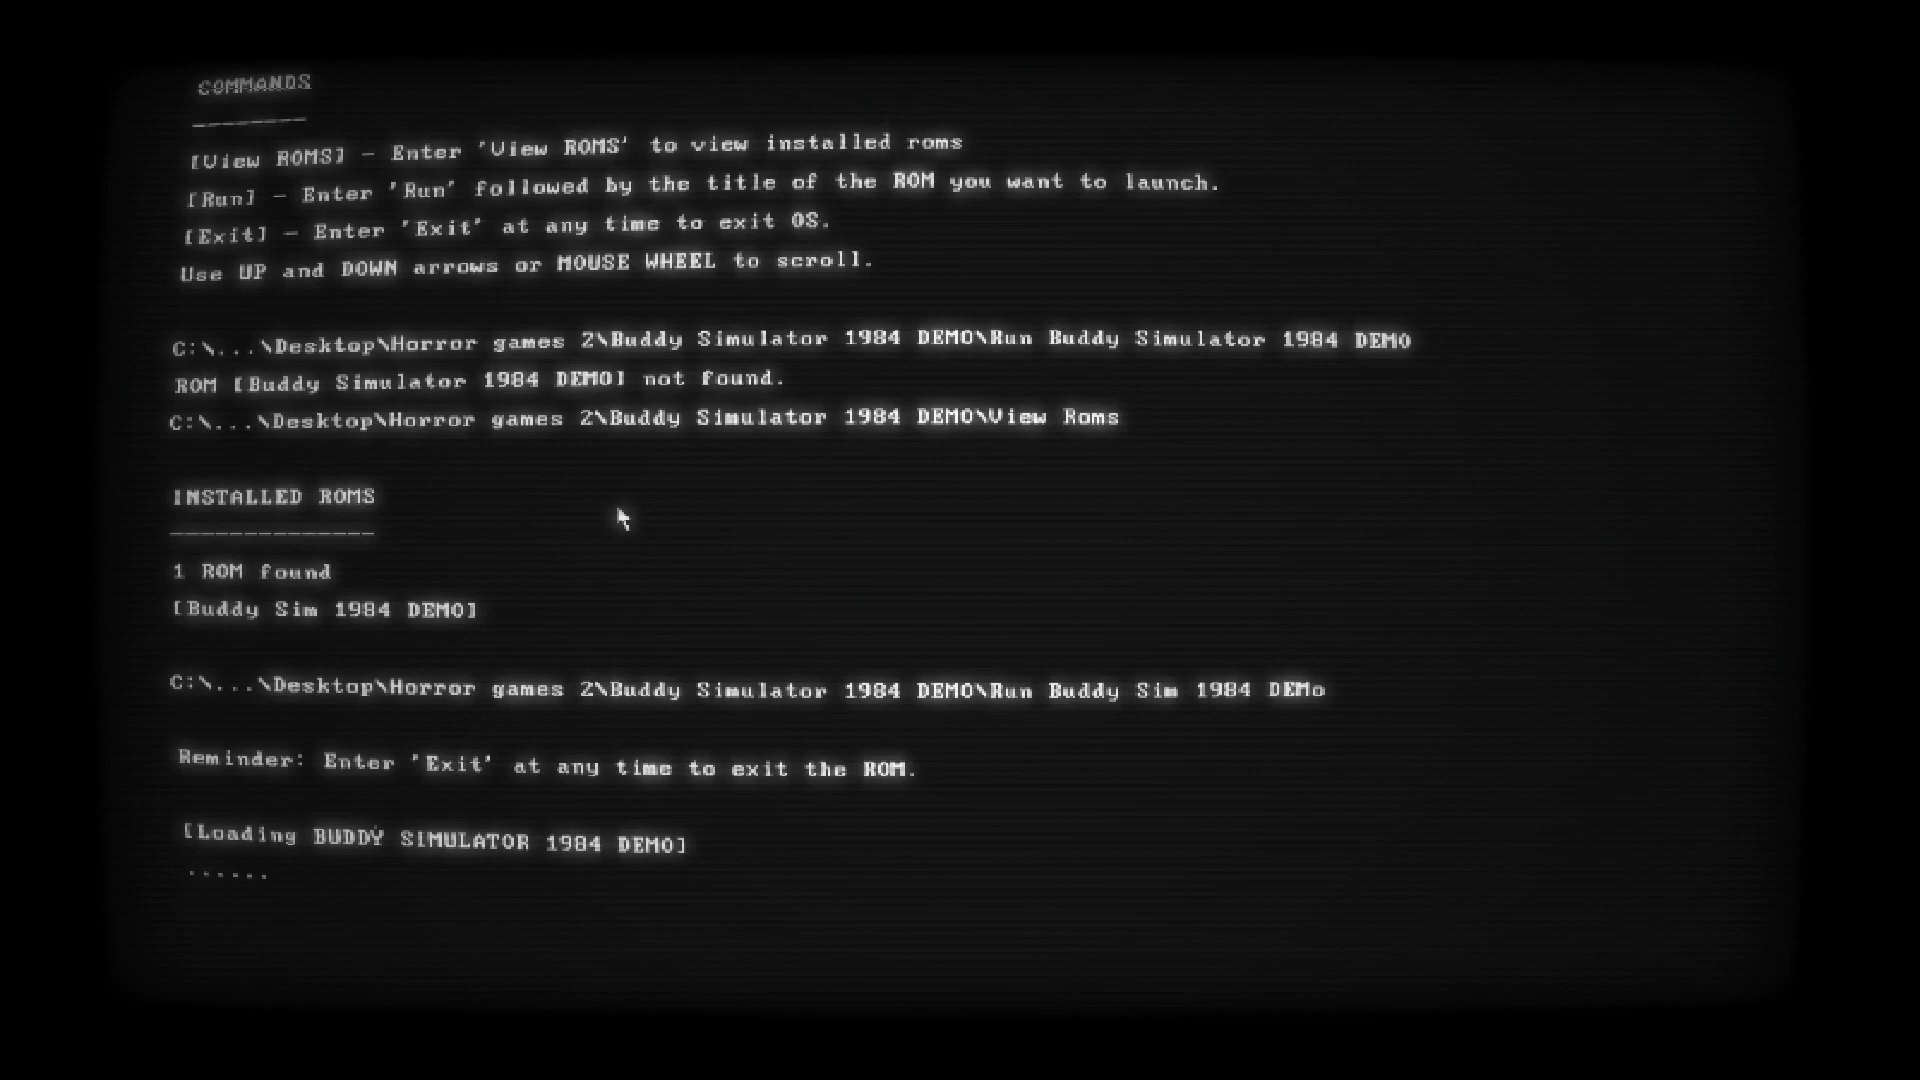 COMMANDS
[View ROMS] - Enter 'View ROMS' to view installed roms
[Run] - Enter 'Run' followed by the title of the ROM you want to launch.
[Exit] - Enter 'Exit' at any time to exit OS.
Use UP and DOWN arrows or MOUSE WHEEL to scroll.
C:\...\Desktop\Horror games 2\Buddy Simulator 1984 DEMO\Run Buddy Simulator 1984 DEMO
ROM [Buddy Simulator 1984 DEMO] not found.
C:\...\Desktop\Horror games 2\Buddy Simulator 1984 DEMO\View Roms
INSTALLED ROMS
--------------
1 ROM found
[Buddy Sim 1984 DEMO]
C:\...\Desktop\Horror games 2\Buddy Simulator 1984 DEMO\Run Buddy Sim 1984 DEMo
Reminder: Enter 'Exit' at any time to exit the ROM.
[Loading BUDDY SIMULATOR 1984 DEMO]
......